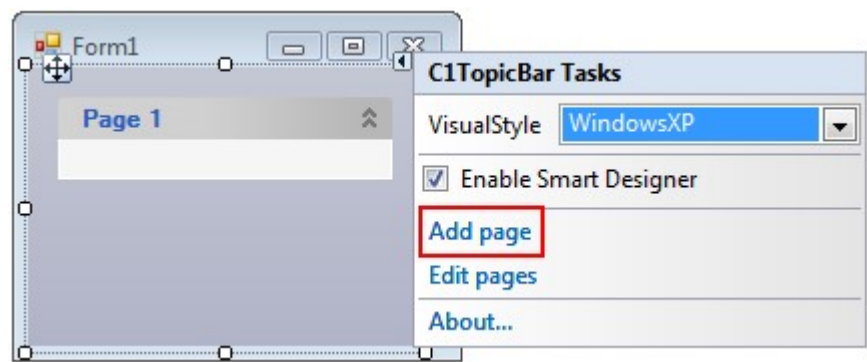 Form1
Page 1
C1TopicBar Tasks
VisualStyle WindowsXP
Enable Smart Designer
Add page
Edit pages
About...